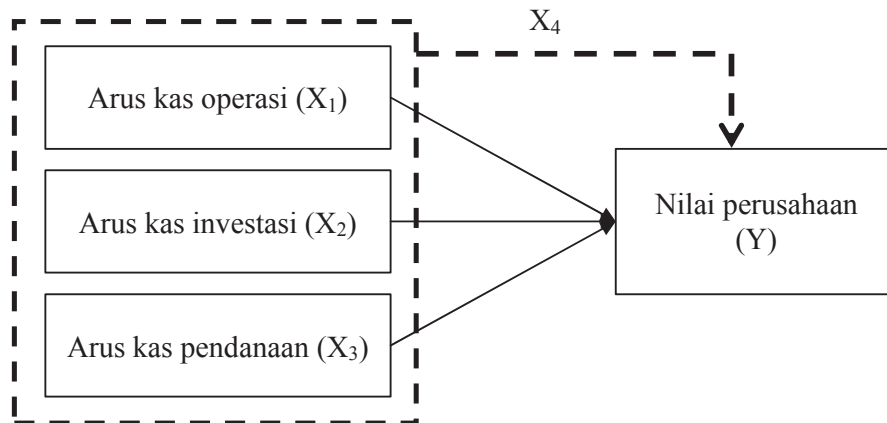 X₄
Arus kas operasi (X₁)
Arus kas investasi (X₂)
Arus kas pendanaan (X₃)
Nilai perusahaan
(Y)